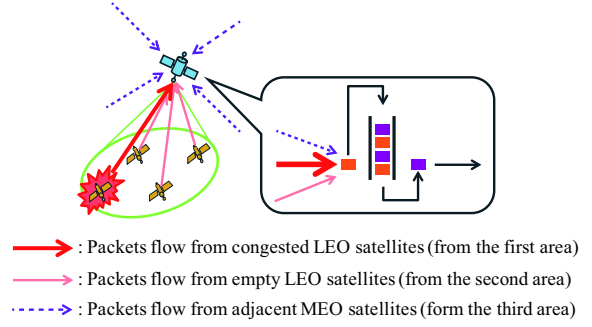 : Packets flow from congested LEO satellites (from the first area)
: Packets flow from empty LEO satellites (from the second area)
: Packets flow from adjacent MEO satellites (form the third area)